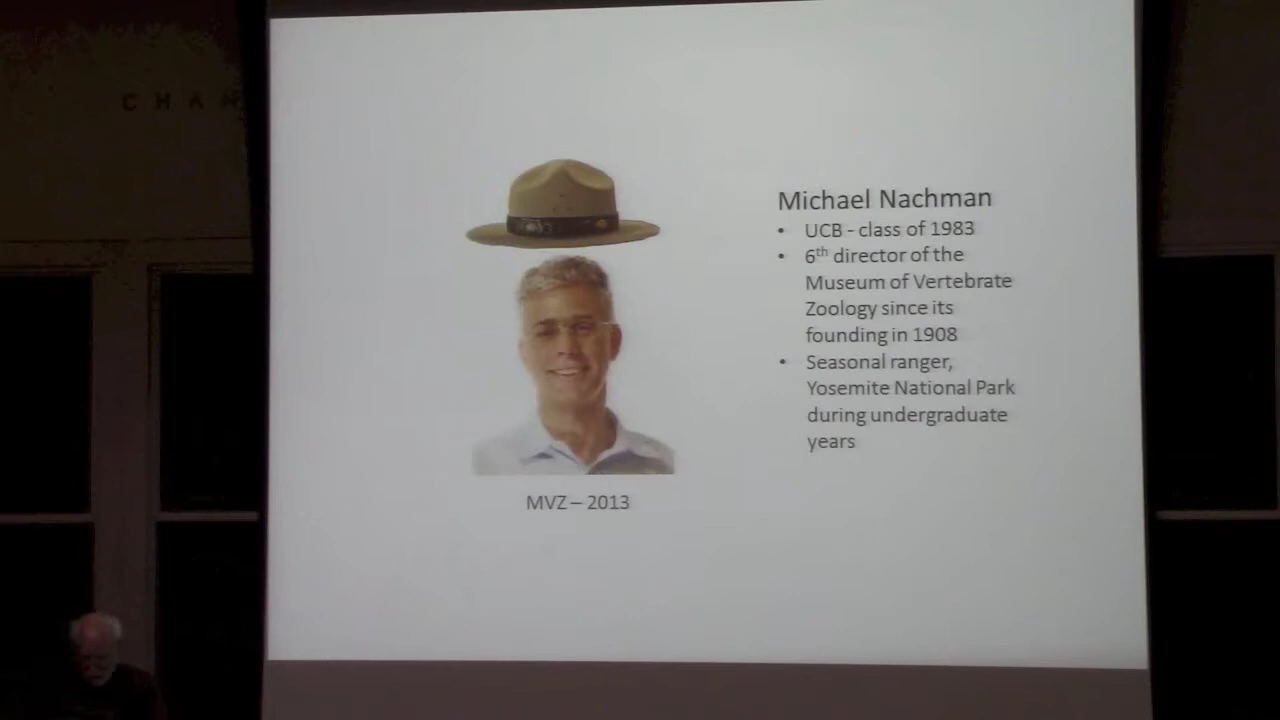 CHAN
Michael Nachman
• UCB - class of 1983
• 6th director of the
Museum of Vertebrate
Zoology since its
founding in 1908
• Seasonal ranger,
Yosemite National Park
during undergraduate
years
MVZ – 2013